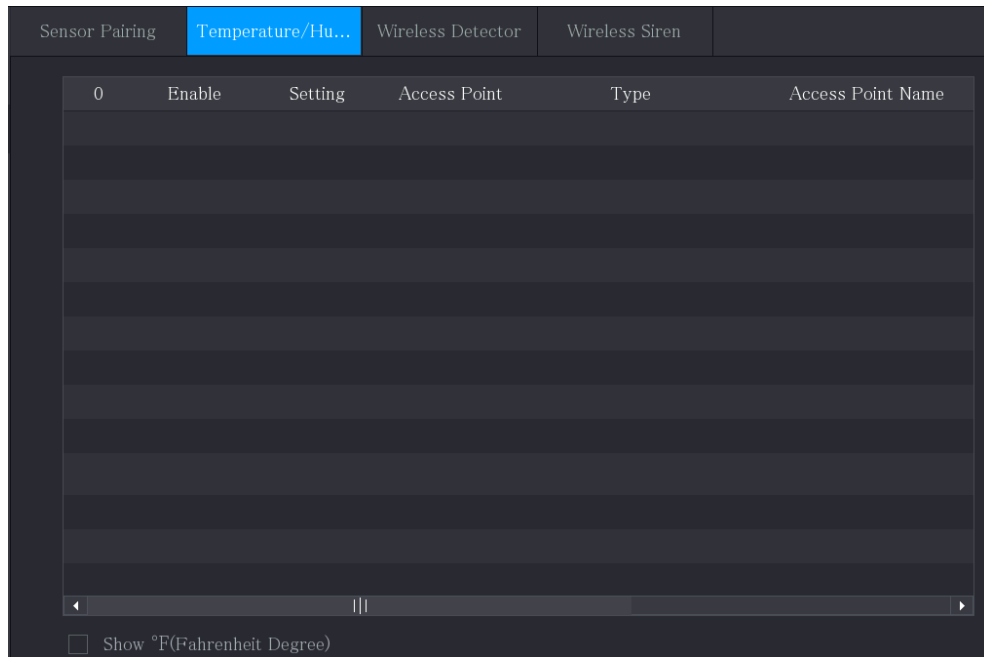 Sensor Pairing Temperature/Hu... Wireless Detector Wireless Siren
0 Enable Setting Access Point Type Access Point Name
Show °F(Fahrenheit Degree)